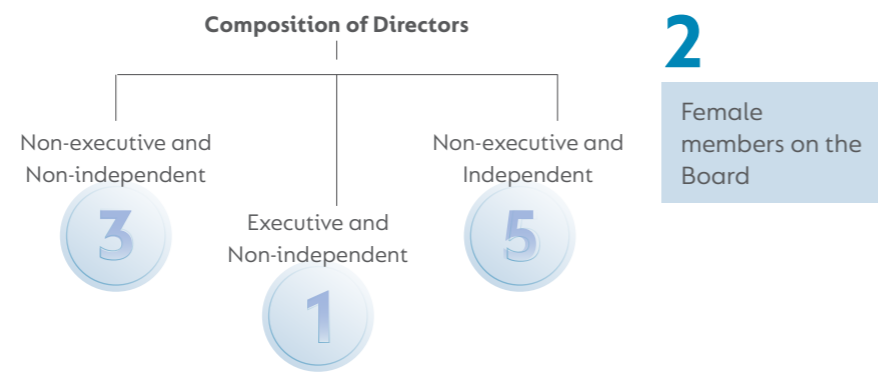 Composition of Directors
Non-executive and
Non-independent
3
Executive and
Non-independent
1
Non-executive and
Independent
5
2
Female
members on the
Board